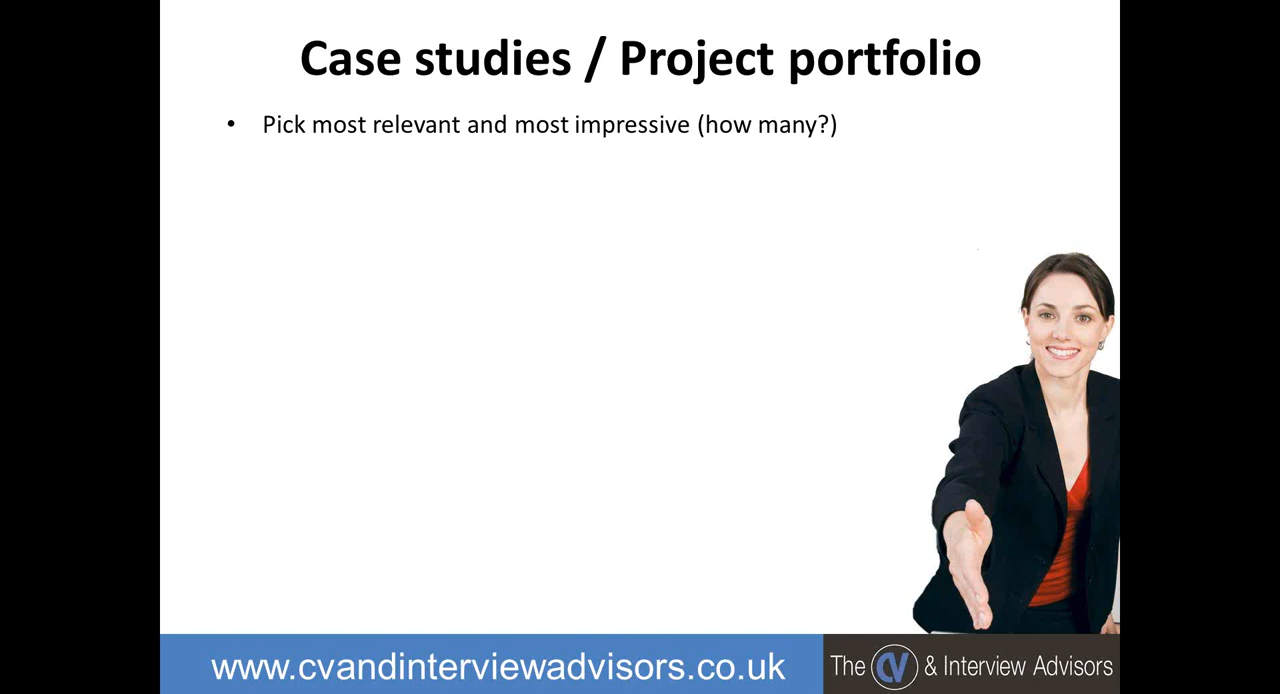 Case studies / Project portfolio
• Pick most relevant and most impressive (how many?)
www.cvandinterviewadvisors.co.uk
The CV & Interview Advisors